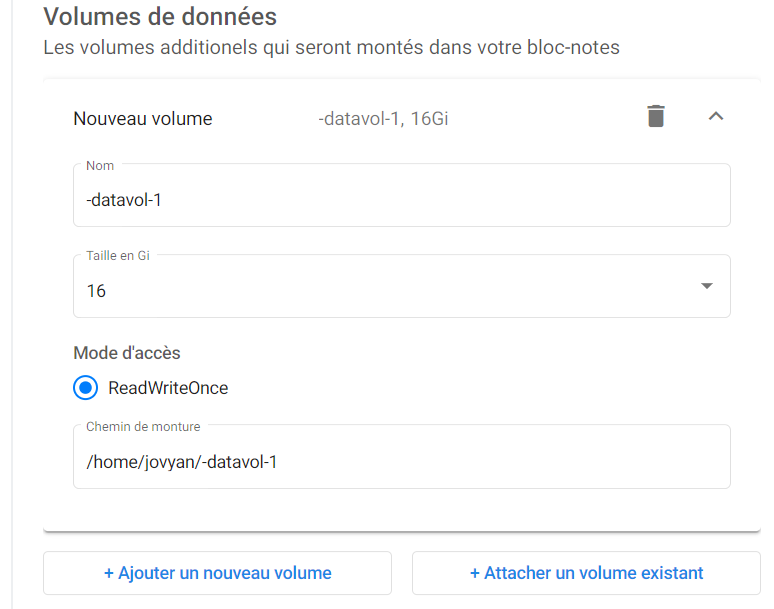 Volumes de données
Les volumes additionels qui seront montés dans votre bloc-notes
Nouveau volume -datavol-1, 16Gi
Nom
-datavol-1
Taille en Gi
16
Mode d'accès
ReadWriteOnce
Chemin de monture
/home/jovyan/-datavol-1
+ Ajouter un nouveau volume + Attacher un volume existant